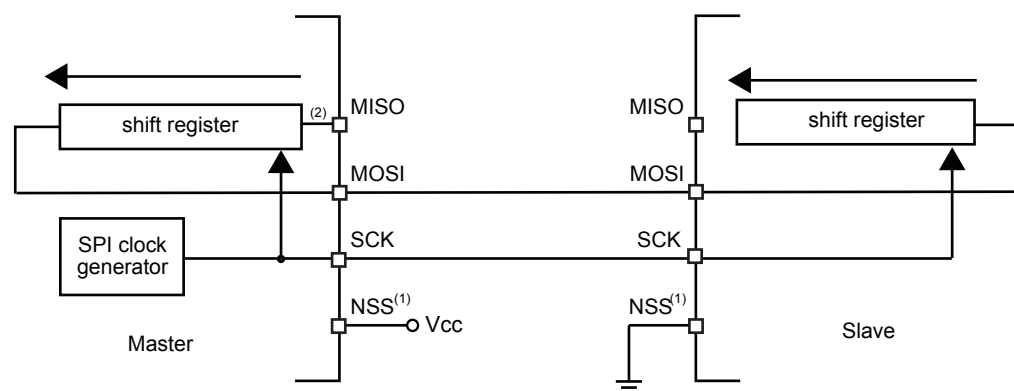 MISO
MISO
shift register
(2)
shift register
MOSI
MOSI
SPI clock
generator
SCK
SCK
NSS(1)
Vcc
NSS(1)
Master
Slave